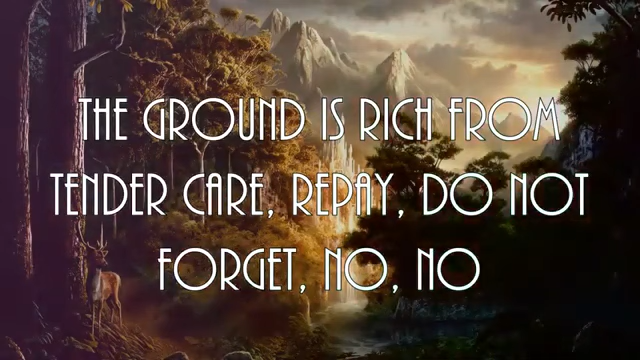 THE GROUND IS RICH FROM
TENDER CARE, REPAY, DO NOT
FORGET, NO, NO